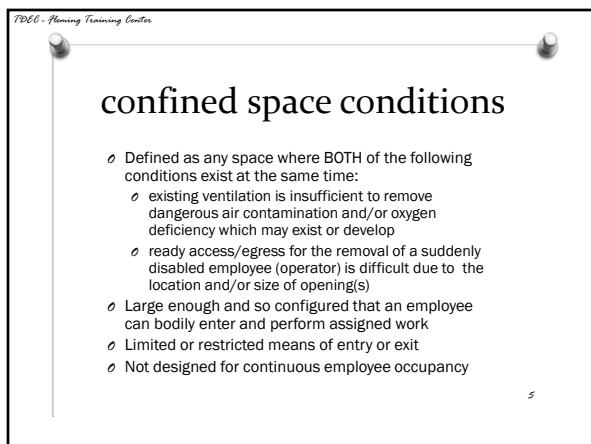 TDEC - Fleming Training Center
confined space conditions
Defined as any space where BOTH of the following
conditions exist at the same time:
existing ventilation is insufficient to remove
dangerous air contamination and/or oxygen
deficiency which may exist or develop
ready access/egress for the removal of a suddenly
disabled employee (operator) is difficult due to the
location and/or size of opening(s)
Large enough and so configured that an employee
can bodily enter and perform assigned work
Limited or restricted means of entry or exit
Not designed for continuous employee occupancy
5